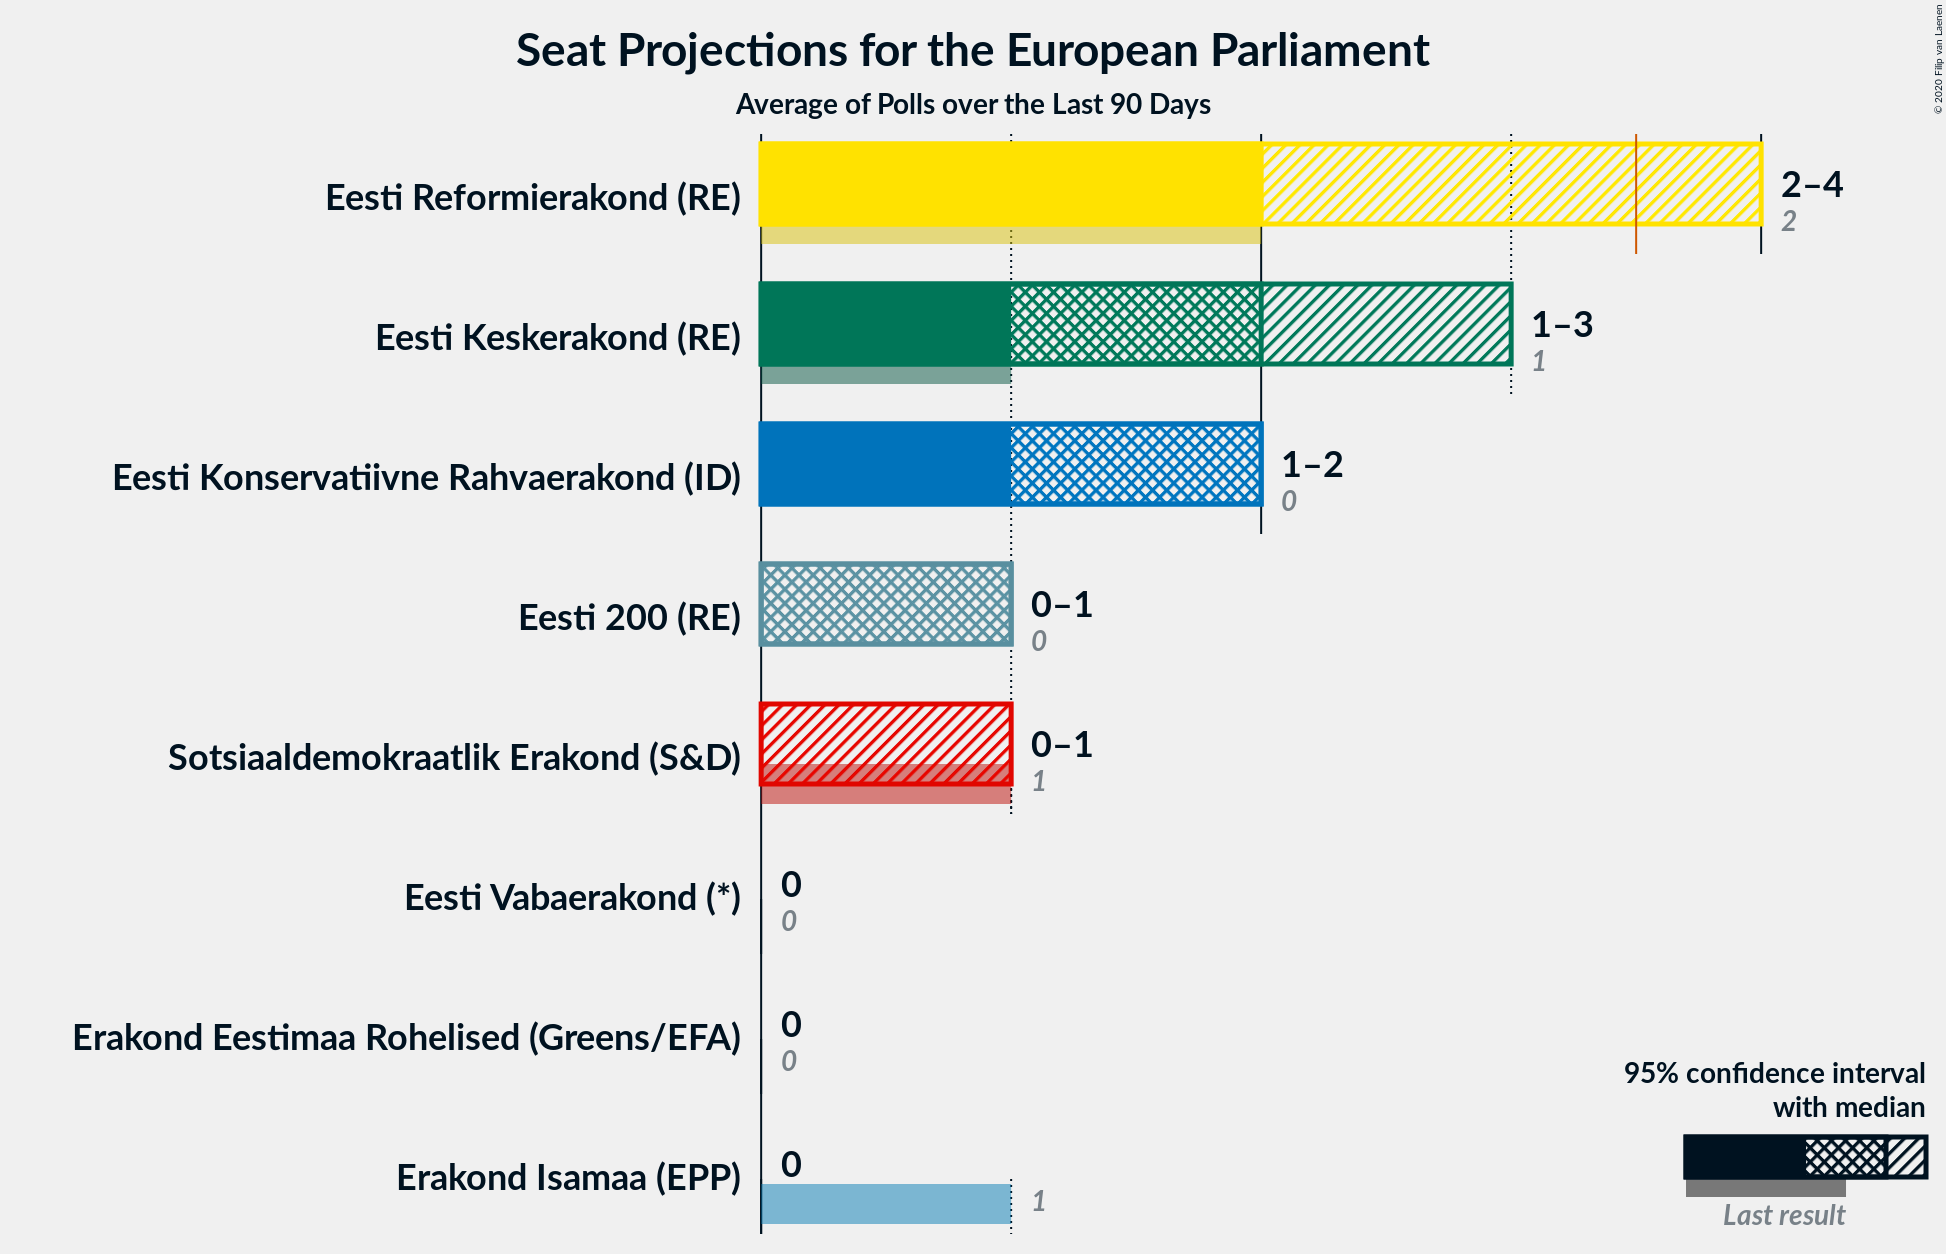 Seat Projections for the European Parliament
Average of Polls over the Last 90 Days
© 2020 Filip van Laenen
Eesti Reformierakond (RE)
2–4
2
Eesti Keskerakond (RE)
1–3
1
Eesti Konservatiivne Rahvaerakond (ID)
1–2
0
Eesti 200 (RE)
0–1
0
Sotsiaaldemokraatlik Erakond (S&D)
0–1
1
Eesti Vabaerakond (*)
0
0
Erakond Eestimaa Rohelised (Greens/EFA)
0
0
Erakond Isamaa (EPP)
0
1
95% confidence interval
with median
Last result